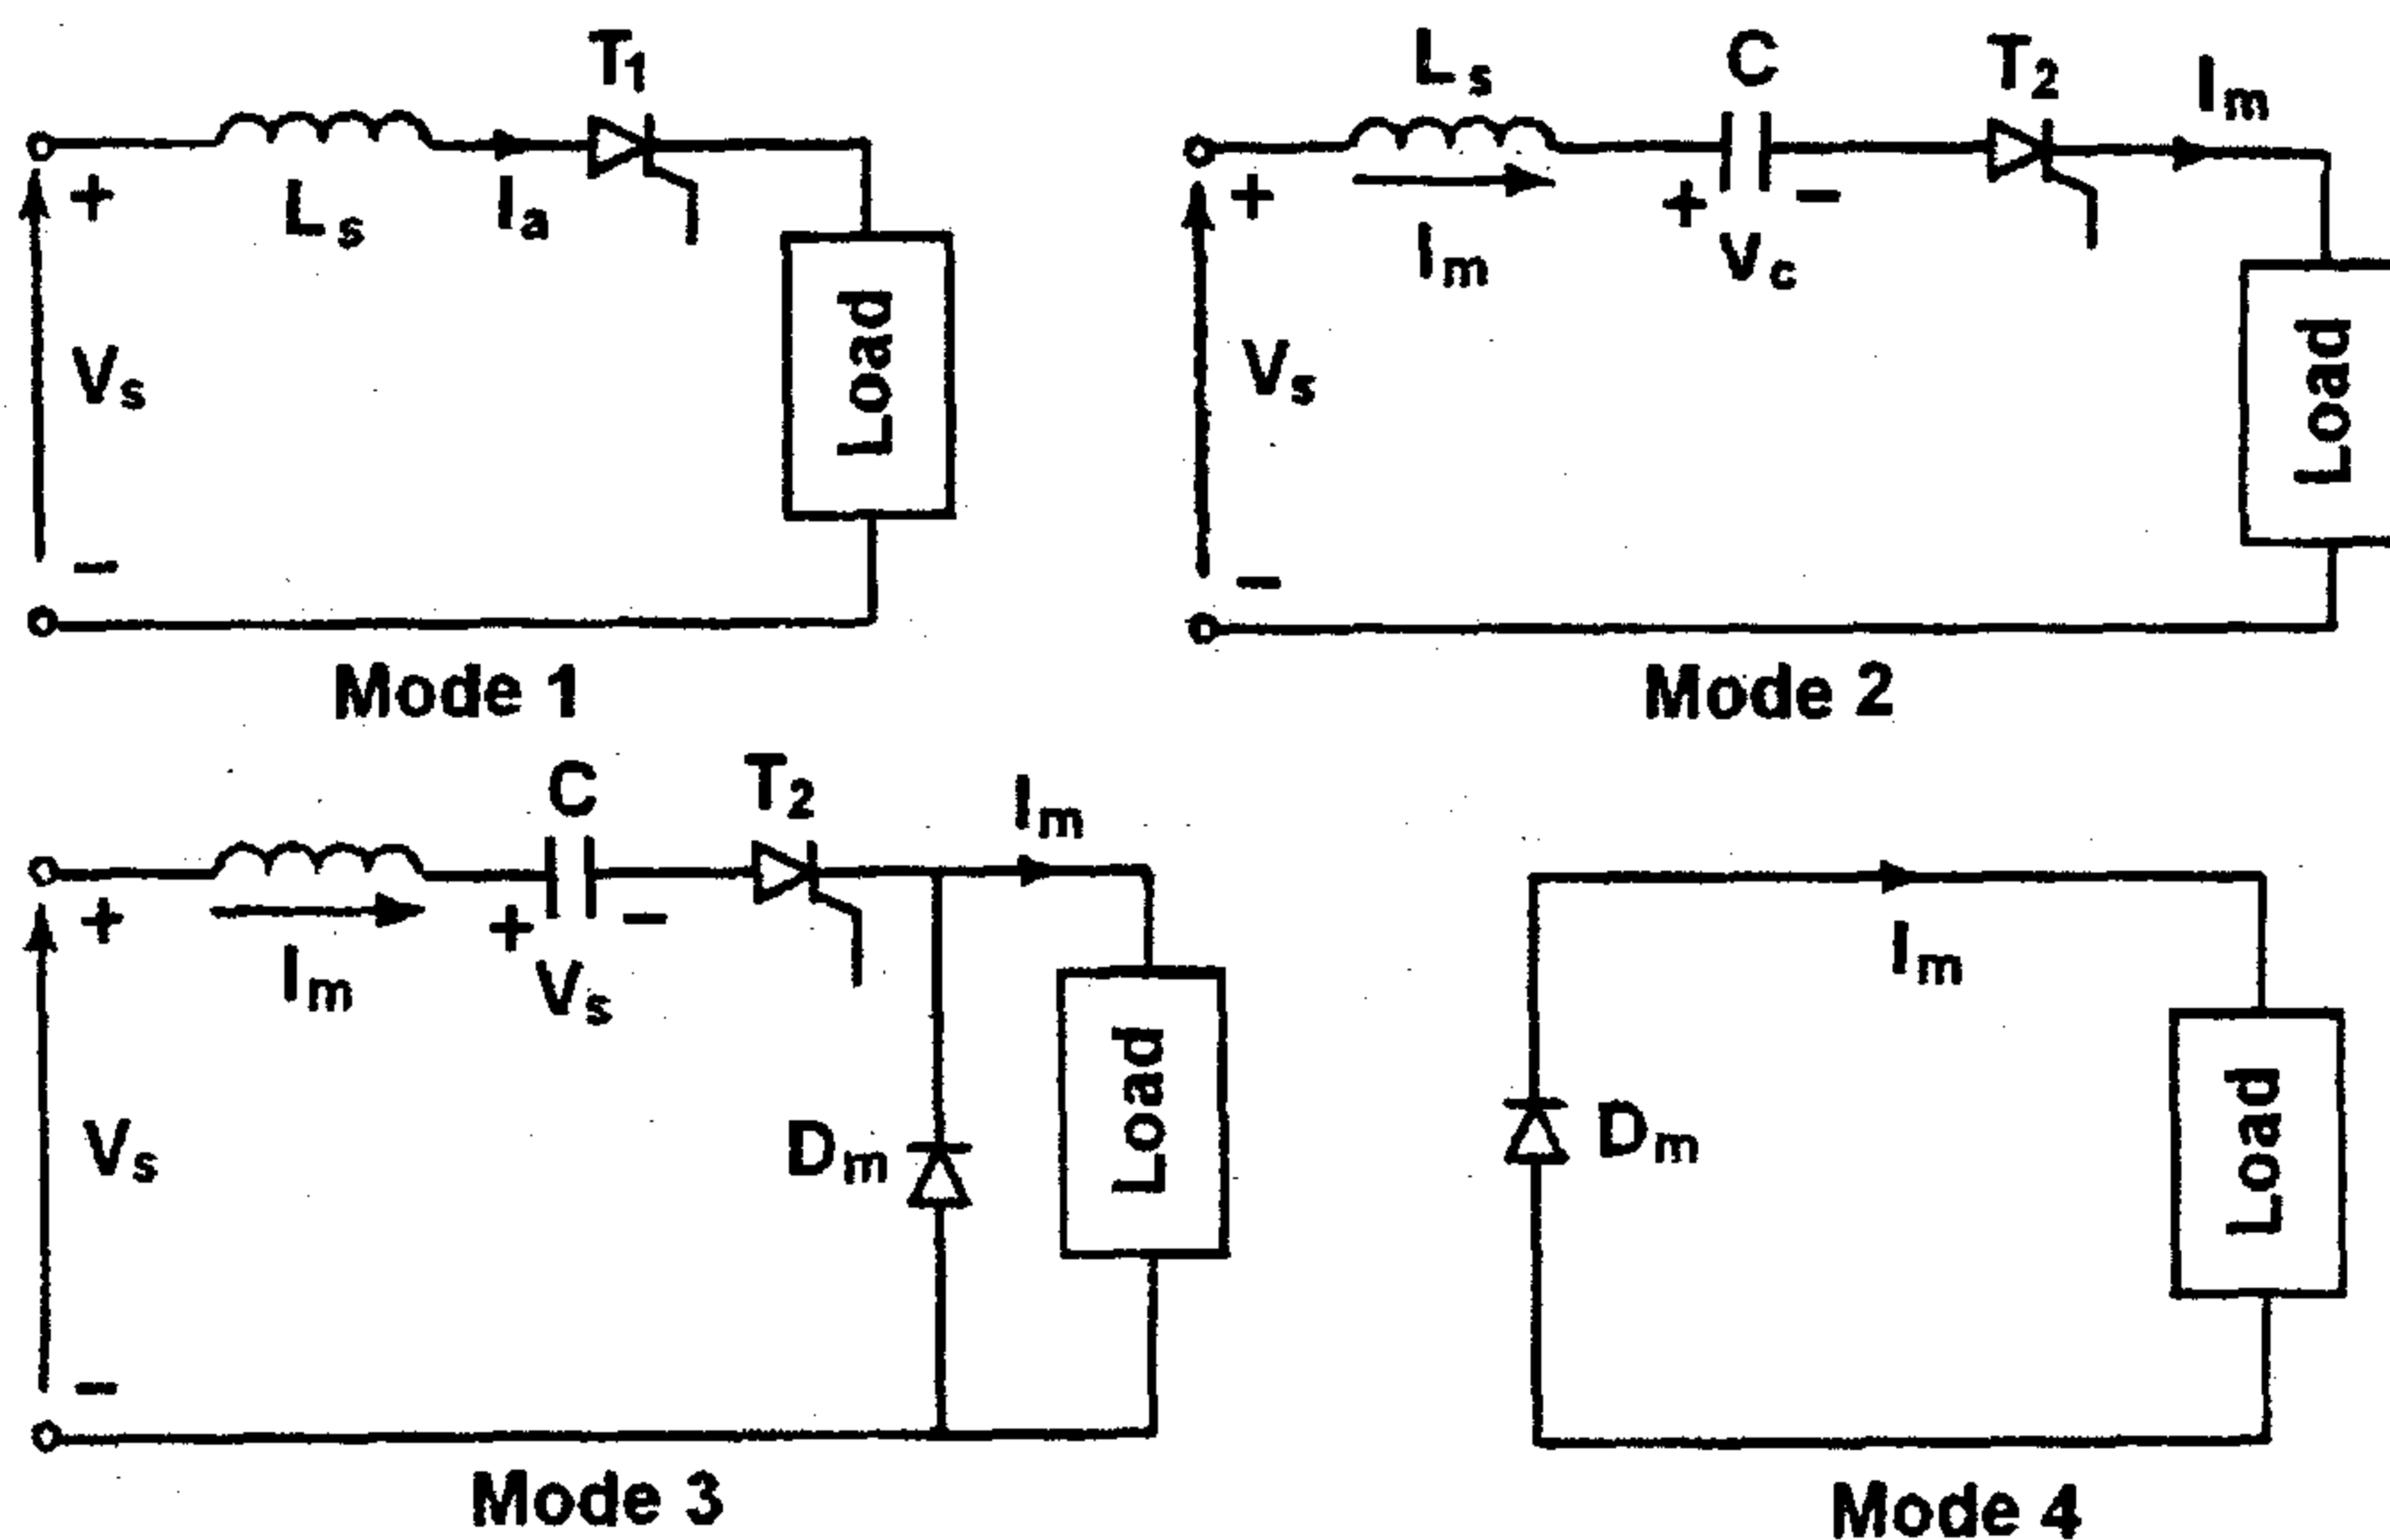 T1
Ls
Ia
+
Vs
−
Load
Mode 1
Ls
C
T2
Im
+
Im
+
−
Vc
Vs
−
Load
Mode 2
C
T2
Im
+
Im
+
−
Vs
Vs
Dm
−
Load
Mode 3
Im
Dm
Load
Mode 4